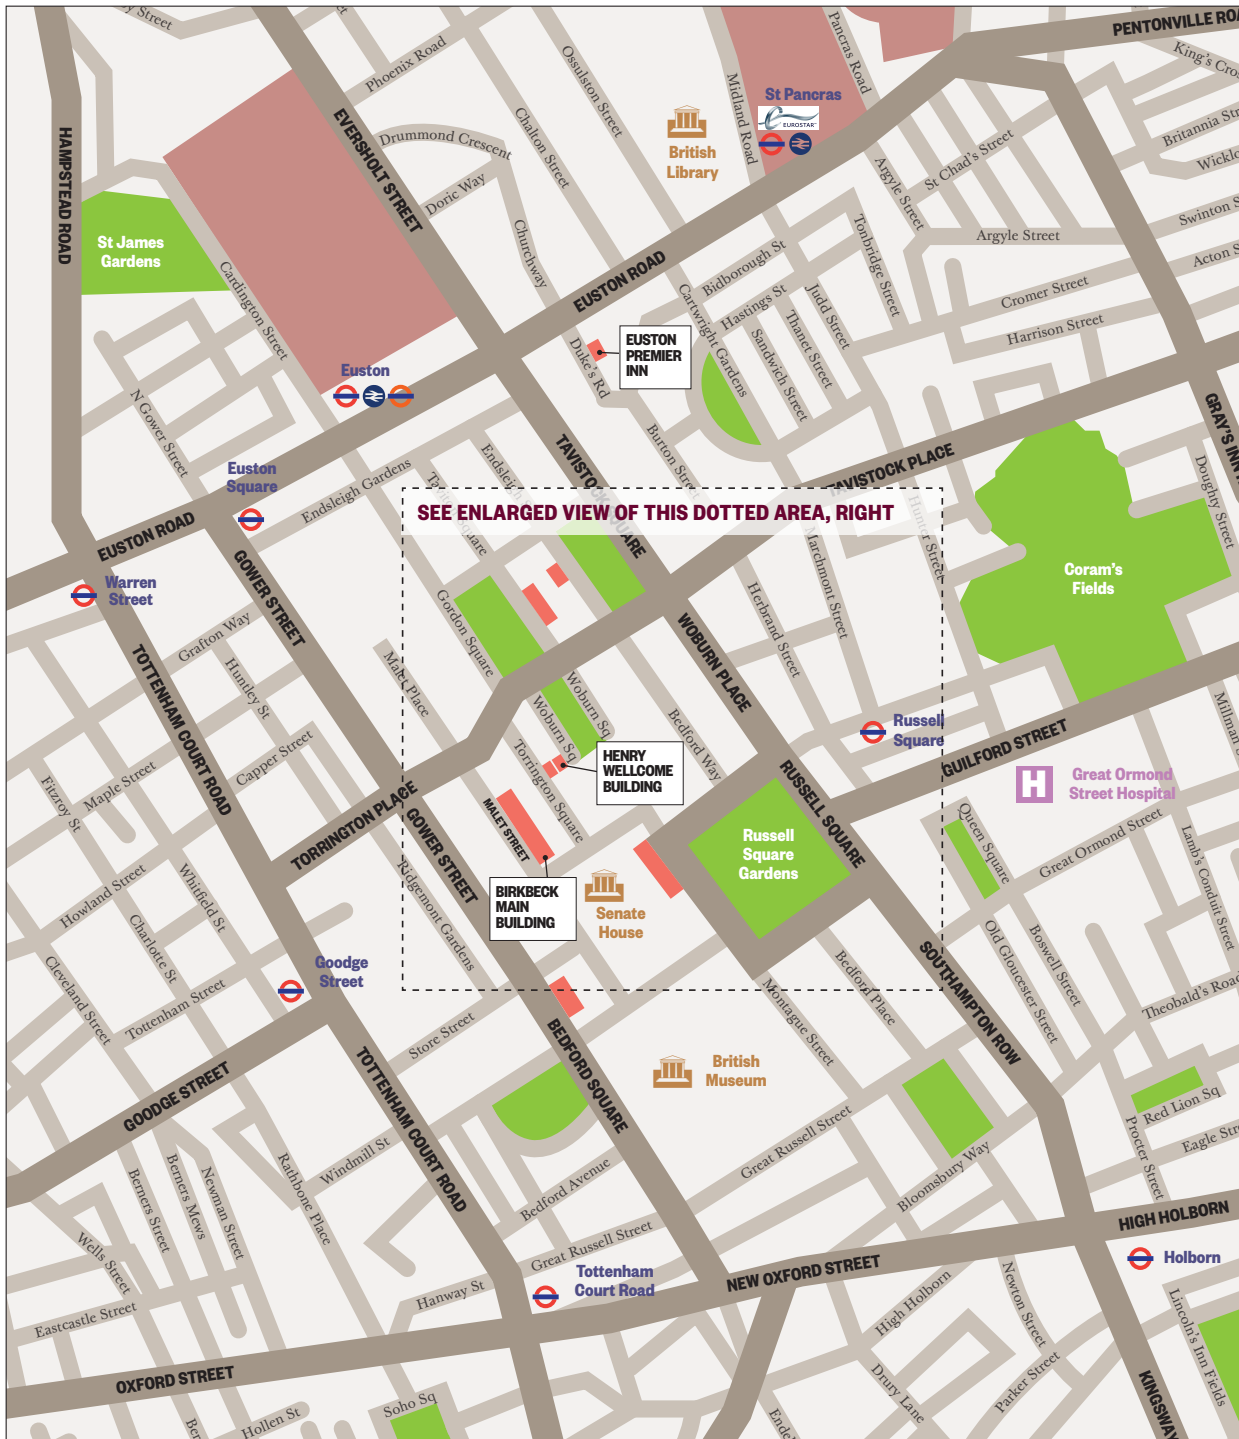 PENTONVILLE
Phoenix Road
Ossulston Street
Pancras Road
King's
St Pancras
EUROSTAR
Midland Road
EVERSHOLT STREET
Chalton Street
Drummond Crescent
British
Library
Britannia
HAMPSTEAD ROAD
Doric Way
Argyle Street
St Chad's Street
Swinton
St James
Gardens
Churchway
Tonbridge Street
Argyle Street
Acton
Cardington Street
EUSTON ROAD
Bidborough St
Cromer Street
Cartwright Gardens
Hastings St
Judd Street
Thanet Street
Sandwich Street
Harrison Street
EUSTON
PREMIER
INN
Duke's Rd
Euston
N Gower Street
Burton Street
GRAY'S INN
Euston
Square
Endsleigh Gardens
TAVISTOCK SQUARE
TAVISTOCK PLACE
Doughty Street
SEE ENLARGED VIEW OF THIS DOTTED AREA, RIGHT
Hunter Street
EUSTON ROAD
Marchmont Street
Coram's
Fields
GOWER STREET
Warren
Street
Gordon Square
Herbrand Street
WOBURN PLACE
Grafton Way
Huntley St
Malet Place
TOTTENHAM COURT ROAD
Woburn Sq
Woburn Sq
Bedford Way
Russell
Square
GUILFORD STREET
Millman
Capper Street
Maple Street
Fitzroy St
Torrington Square
HENRY
WELLCOME
BUILDING
RUSSELL SQUARE
Great Ormond
Street Hospital
H
TORRINGTON PLACE
MALET STREET
GOWER STREET
Russell
Square
Gardens
Queen Square
Great Ormond Street
Lamb's Conduit Street
Howland Street
Whitfield St
Ridgemont Gardens
BIRKBECK
MAIN
BUILDING
Senate
House
Charlotte St
Cleveland Street
Goodge
Street
Old Gloucester Street
Boswell Street
SOUTHAMPTON ROW
Bedford Place
Montague Street
Theobald's Road
Tottenham Street
Store Street
BEDFORD SQUARE
British
Museum
GOODGE STREET
TOTTENHAM COURT ROAD
Red Lion Sq
Procter Street
Eagle
Great Russell Street
Windmill St
Rathbone Place
Bloomsbury Way
Berners Street
Berners Mews
Newman Street
Bedford Avenue
Wells Street
HIGH HOLBORN
Great Russell Street
Holborn
Tottenham
Court Road
NEW OXFORD STREET
Hanway St
Newton Street
High Holborn
Eastcastle Street
Lincoln's Inn Fields
OXFORD STREET
Drury Lane
Parker Street
KINGSWAY
Soho Sq
Hollen St